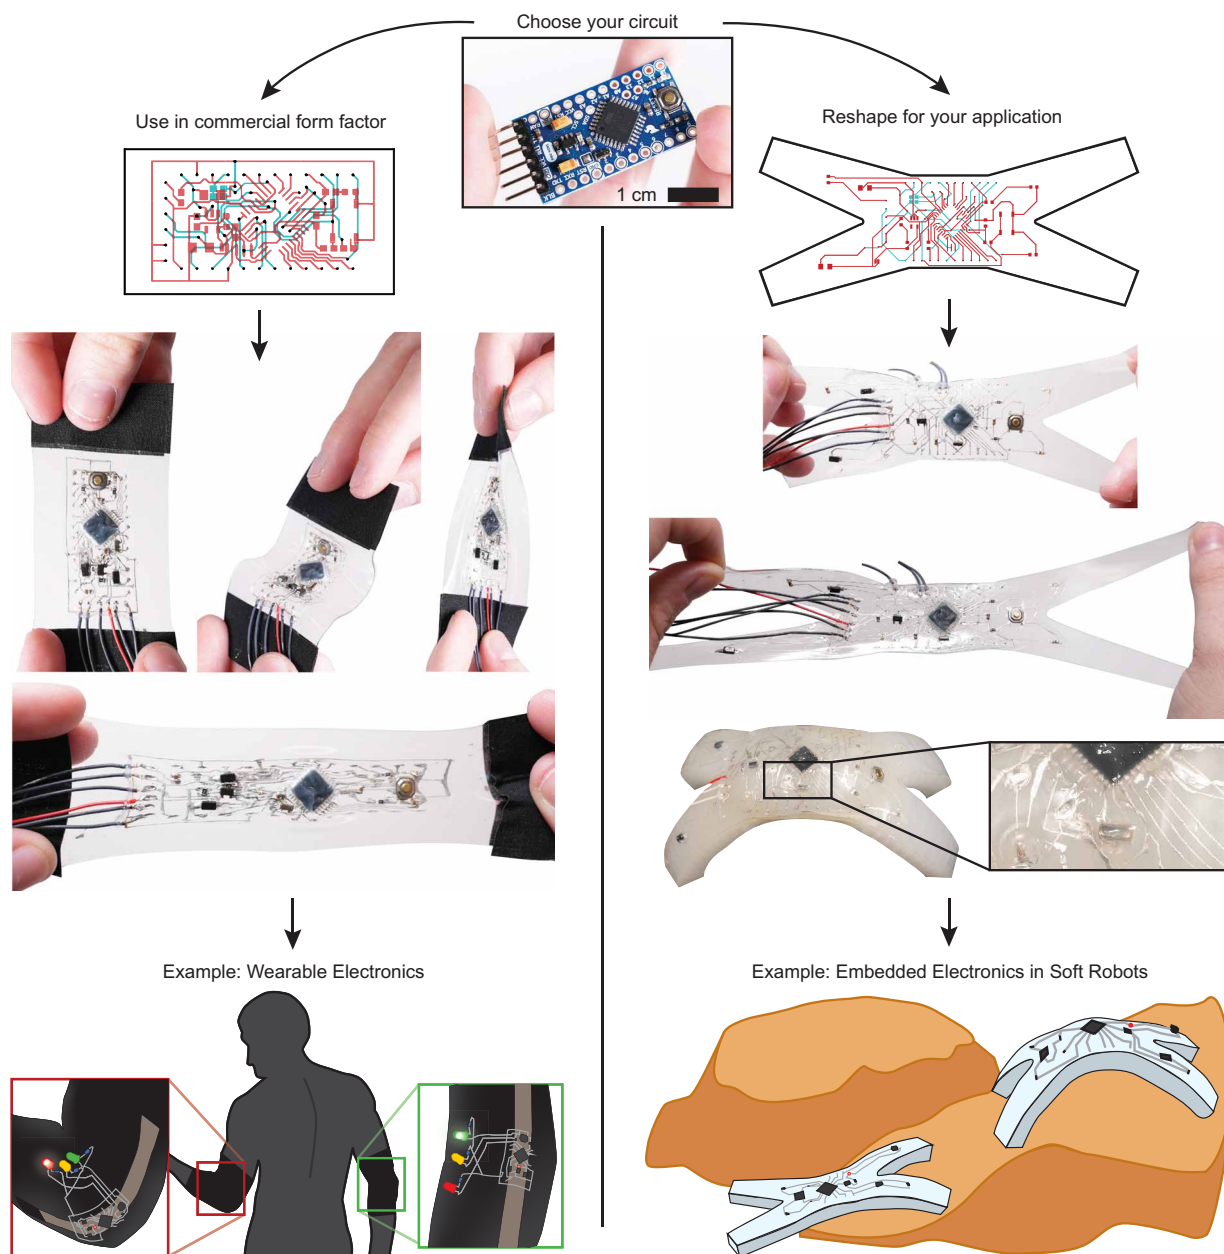 Choose your circuit
Use in commercial form factor
Reshape for your application
1 cm
Example: Wearable Electronics
Example: Embedded Electronics in Soft Robots